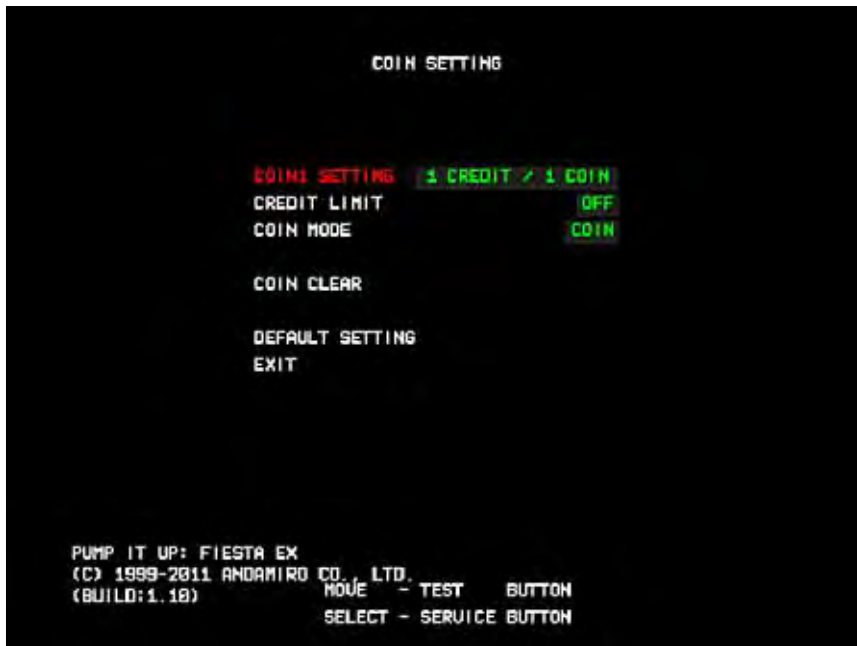 COIN SETTING
COIN1 SETTING 1 CREDIT / 1 COIN
CREDIT LIMIT OFF
COIN MODE COIN
COIN CLEAR
DEFAULT SETTING
EXIT
PUMP IT UP: FIESTA EX
(C) 1999-2011 ANDAMIRO CO., LTD.
(BUILD:1.10)
MOVE - TEST BUTTON
SELECT - SERVICE BUTTON